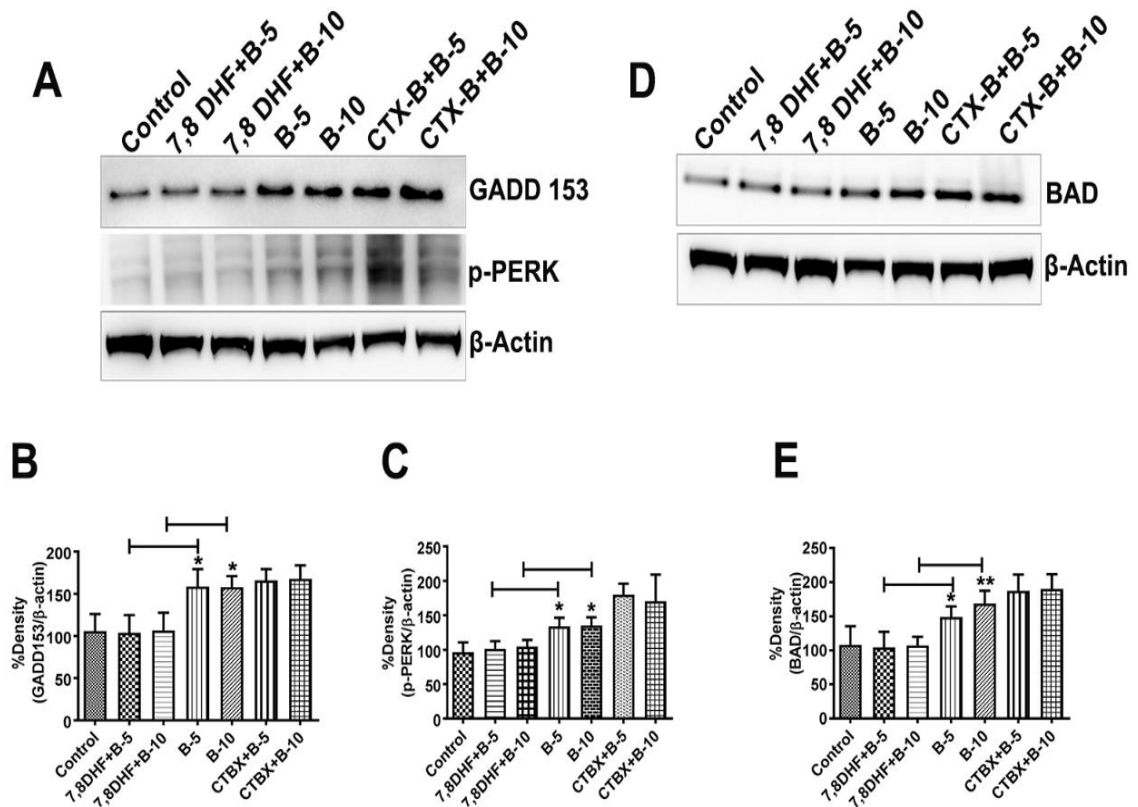 A
Control
7,8 DHF+B-5
7,8 DHF+B-10
B-5
B-10
CTX-B+B-5
CTX-B+B-10
GADD 153
p-PERK
β-Actin
D
Control
7,8 DHF+B-5
7,8 DHF+B-10
B-5
B-10
CTX-B+B-5
CTX-B+B-10
BAD
β-Actin
B
%Density
(GADD153/β-actin)
200
150
100
50
0
*
*
Control
7,8DHF+B-5
7,8DHF+B-10
B-5
B-10
CTBX+B-5
CTBX+B-10
C
%Density
(p-PERK/β-actin)
250
200
150
100
50
0
*
*
Control
7,8DHF+B-5
7,8DHF+B-10
B-5
B-10
CTBX+B-5
CTBX+B-10
E
%Density
(BAD/β-actin)
250
200
150
100
50
0
*
**
Control
7,8DHF+B-5
7,8DHF+B-10
B-5
B-10
CTBX+B-5
CTBX+B-10